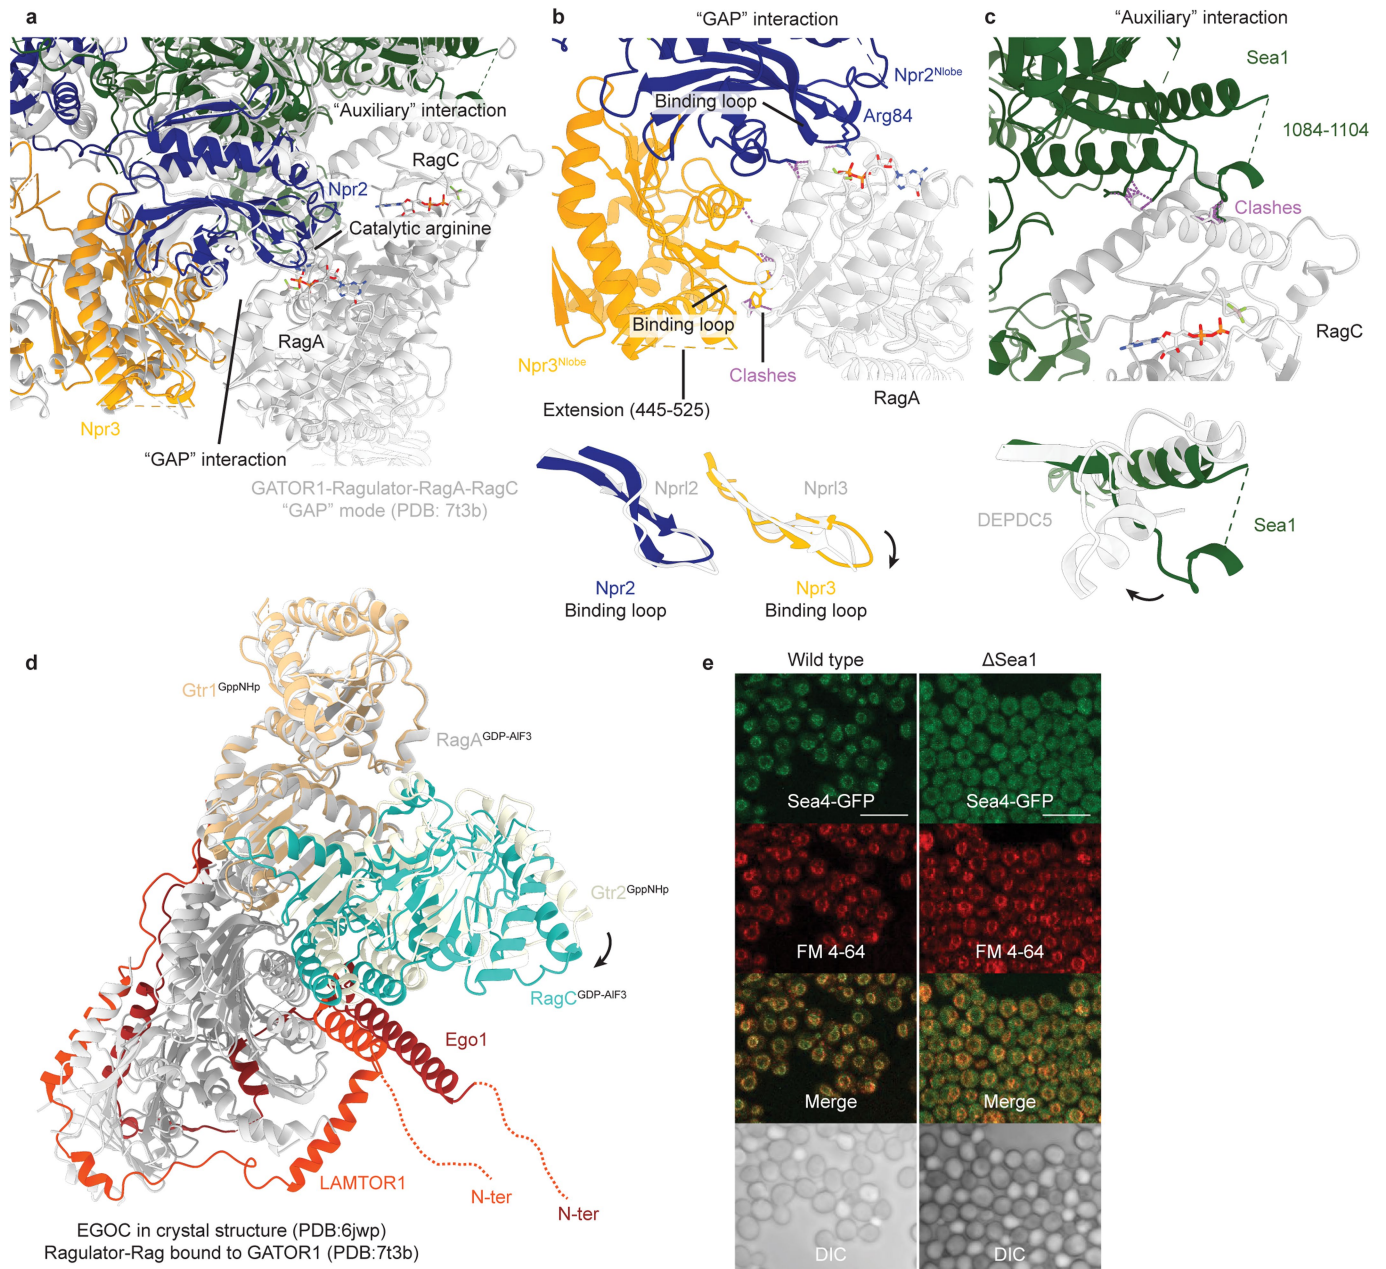 a
"Auxiliary" interaction
RagC
Npr2
Catalytic arginine
RagA
Npr3
"GAP" interaction
GATOR1-Ragulator-RagA-RagC
"GAP" mode (PDB: 7t3b)
b
"GAP" interaction
Npr2Nlobe
Binding loop
Arg84
Binding loop
Npr3Nlobe
Clashes
RagA
Extension (445-525)
Nprl2
Nprl3
Npr2
Binding loop
Npr3
Binding loop
c
"Auxiliary" interaction
Sea1
1084-1104
Clashes
RagC
DEPDC5
Sea1
d
Gtr1GppNHp
RagAGDP-AlF3
Gtr2GppNHp
RagCGDP-AlF3
Ego1
LAMTOR1
N-ter
N-ter
EGOC in crystal structure (PDB:6jwp)
Ragulator-Rag bound to GATOR1 (PDB:7t3b)
e
Wild type
ΔSea1
Sea4-GFP
Sea4-GFP
FM 4-64
FM 4-64
Merge
Merge
DIC
DIC